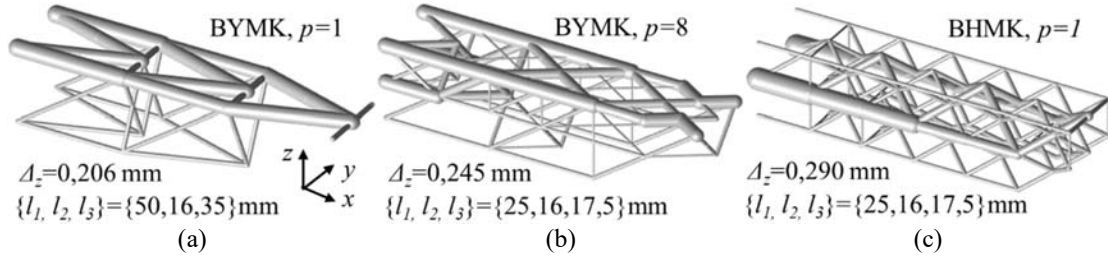 BYMK, p=1
z
y
x
Δz=0,206 mm
{l1, l2, l3}={50,16,35}mm
(a)
BYMK, p=8
Δz=0,245 mm
{l1, l2, l3}={25,16,17,5}mm
(b)
BHMK, p=1
Δz=0,290 mm
{l1, l2, l3}={25,16,17,5}mm
(c)